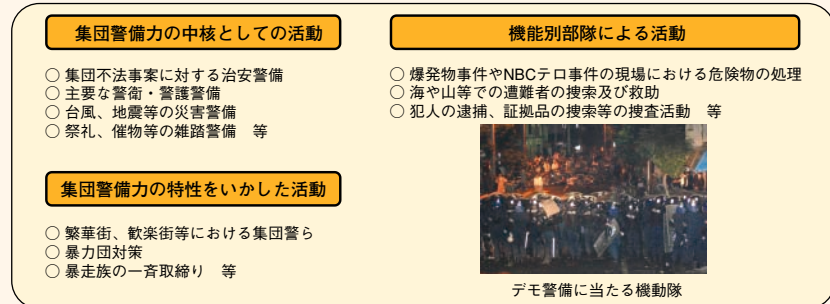 集団警備力の中核としての活動
○ 集団不法事案に対する治安警備
○ 主要な警衛・警護警備
○ 台風、地震等の災害警備
○ 祭礼、催物等の雑踏警備　等
集団警備力の特性をいかした活動
○ 繁華街、歓楽街等における集団警ら
○ 暴力団対策
○ 暴走族の一斉取締り　等
機能別部隊による活動
○ 爆発物事件やNBCテロ事件の現場における危険物の処理
○ 海や山等での遭難者の捜索及び救助
○ 犯人の逮捕、証拠品の捜索等の捜査活動　等
デモ警備に当たる機動隊